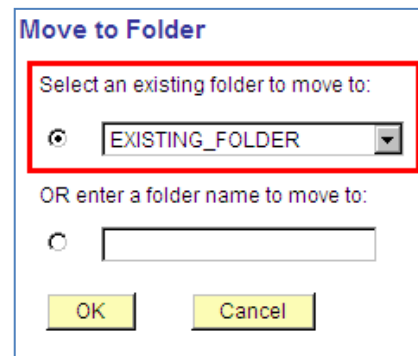 Move to Folder
Select an existing folder to move to:
EXISTING_FOLDER
OR enter a folder name to move to:
OK Cancel